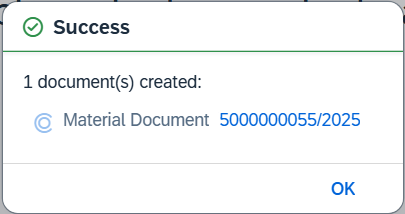 Success
1 document(s) created:
Material Document 5000000055/2025
OK